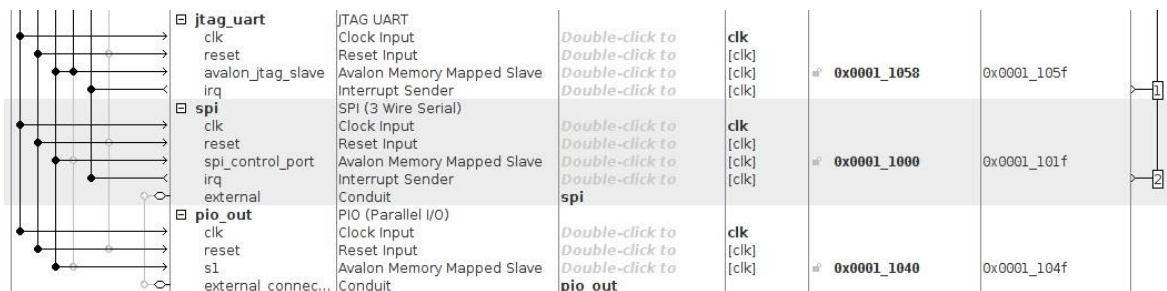 jtag_uart JTAG UART
clk Clock Input Double-click to clk
reset Reset Input Double-click to [clk]
avalon_jtag_slave Avalon Memory Mapped Slave Double-click to [clk] 0x0001_1058 0x0001_105f
irq Interrupt Sender Double-click to [clk] 1
spi SPI (3 Wire Serial)
clk Clock Input Double-click to clk
reset Reset Input Double-click to [clk]
spi_control_port Avalon Memory Mapped Slave Double-click to [clk] 0x0001_1000 0x0001_101f
irq Interrupt Sender Double-click to [clk] 2
external Conduit spi
pio_out PIO (Parallel I/O)
clk Clock Input Double-click to clk
reset Reset Input Double-click to [clk]
s1 Avalon Memory Mapped Slave Double-click to [clk] 0x0001_1040 0x0001_104f
external_connec... Conduit pio_out